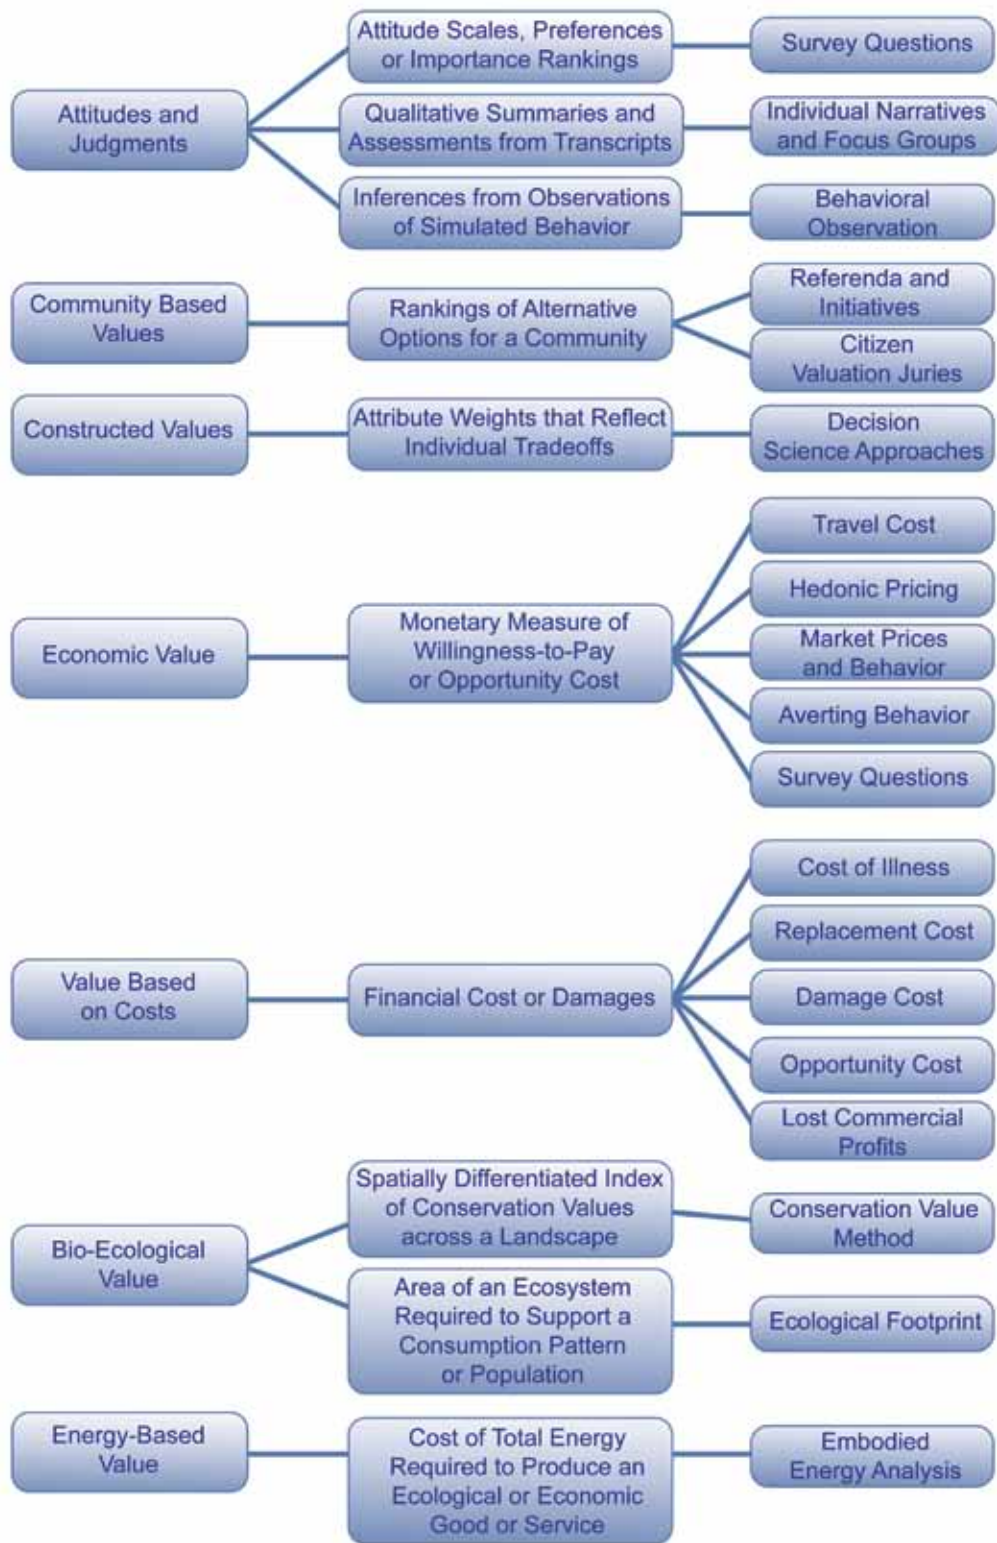 Attitudes and
Judgments
Attitude Scales, Preferences
or Importance Rankings
Survey Questions
Qualitative Summaries and
Assessments from Transcripts
Individual Narratives
and Focus Groups
Inferences from Observations
of Simulated Behavior
Behavioral
Observation
Community Based
Values
Rankings of Alternative
Options for a Community
Referenda and
Initiatives
Citizen
Valuation Juries
Constructed Values
Attribute Weights that Reflect
Individual Tradeoffs
Decision
Science Approaches
Economic Value
Monetary Measure of
Willingness-to-Pay
or Opportunity Cost
Travel Cost
Hedonic Pricing
Market Prices
and Behavior
Averting Behavior
Survey Questions
Value Based
on Costs
Financial Cost or Damages
Cost of Illness
Replacement Cost
Damage Cost
Opportunity Cost
Lost Commercial
Profits
Bio-Ecological
Value
Spatially Differentiated Index
of Conservation Values
across a Landscape
Conservation Value
Method
Area of an Ecosystem
Required to Support a
Consumption Pattern
or Population
Ecological Footprint
Energy-Based
Value
Cost of Total Energy
Required to Produce an
Ecological or Economic
Good or Service
Embodied
Energy Analysis